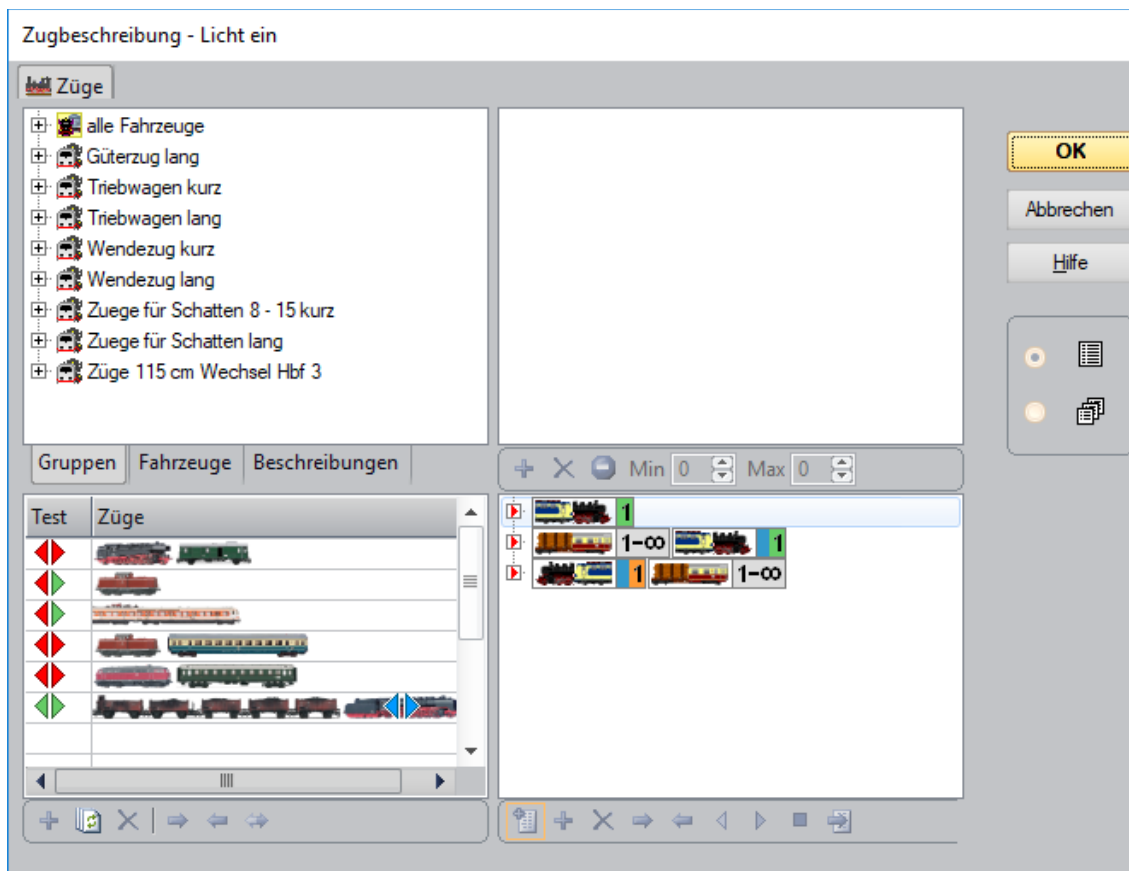 Zugbeschreibung - Licht ein
Züge
alle Fahrzeuge
Güterzug lang
Triebwagen kurz
Triebwagen lang
Wendezug kurz
Wendezug lang
Zuege für Schatten 8 - 15 kurz
Zuege für Schatten lang
Züge 115 cm Wechsel Hbf 3
OK
Abbrechen
Hilfe
Gruppen Fahrzeuge Beschreibungen
Min 0 Max 0
Test Züge
1
1-∞ 1
1 1-∞